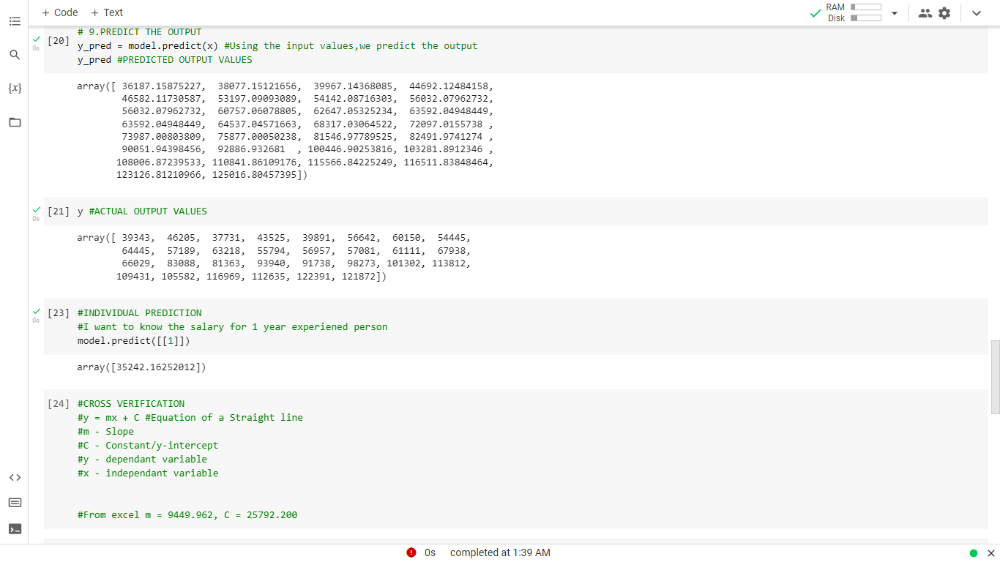 + Code + Text
RAM
Disk
# 9.PREDICT THE OUTPUT
[20]
0s
y_pred = model.predict(x) #Using the input values,we predict the output
y_pred #PREDICTED OUTPUT VALUES
array([ 36187.15875227, 38077.15121656, 39967.14368085, 44692.12484158,
46582.11730587, 53197.09093089, 54142.08716303, 56032.07962732,
56032.07962732, 60757.06078805, 62647.05325234, 63592.04948449,
63592.04948449, 64537.04571663, 68317.03064522, 72097.0155738 ,
73987.00803809, 75877.00050238, 81546.97789525, 82491.9741274 ,
90051.94398456, 92886.932681 , 100446.90253816, 103281.8912346 ,
108006.87239533, 110841.86109176, 115566.84225249, 116511.83848464,
123126.81210966, 125016.80457395])
[21] y #ACTUAL OUTPUT VALUES
0s
array([ 39343, 46205, 37731, 43525, 39891, 56642, 60150, 54445,
64445, 57189, 63218, 55794, 56957, 57081, 61111, 67938,
66029, 83088, 81363, 93940, 91738, 98273, 101302, 113812,
109431, 105582, 116969, 112635, 122391, 121872])
[23] #INDIVIDUAL PREDICTION
0s
#I want to know the salary for 1 year experiened person
model.predict([[1]])
array([35242.16252012])
[24] #CROSS VERIFICATION
#y = mx + C #Equation of a Straight line
#m - Slope
#C - Constant/y-intercept
#y - dependant variable
#x - independant variable
#From excel m = 9449.962, C = 25792.200
{x}
0s completed at 1:39 AM